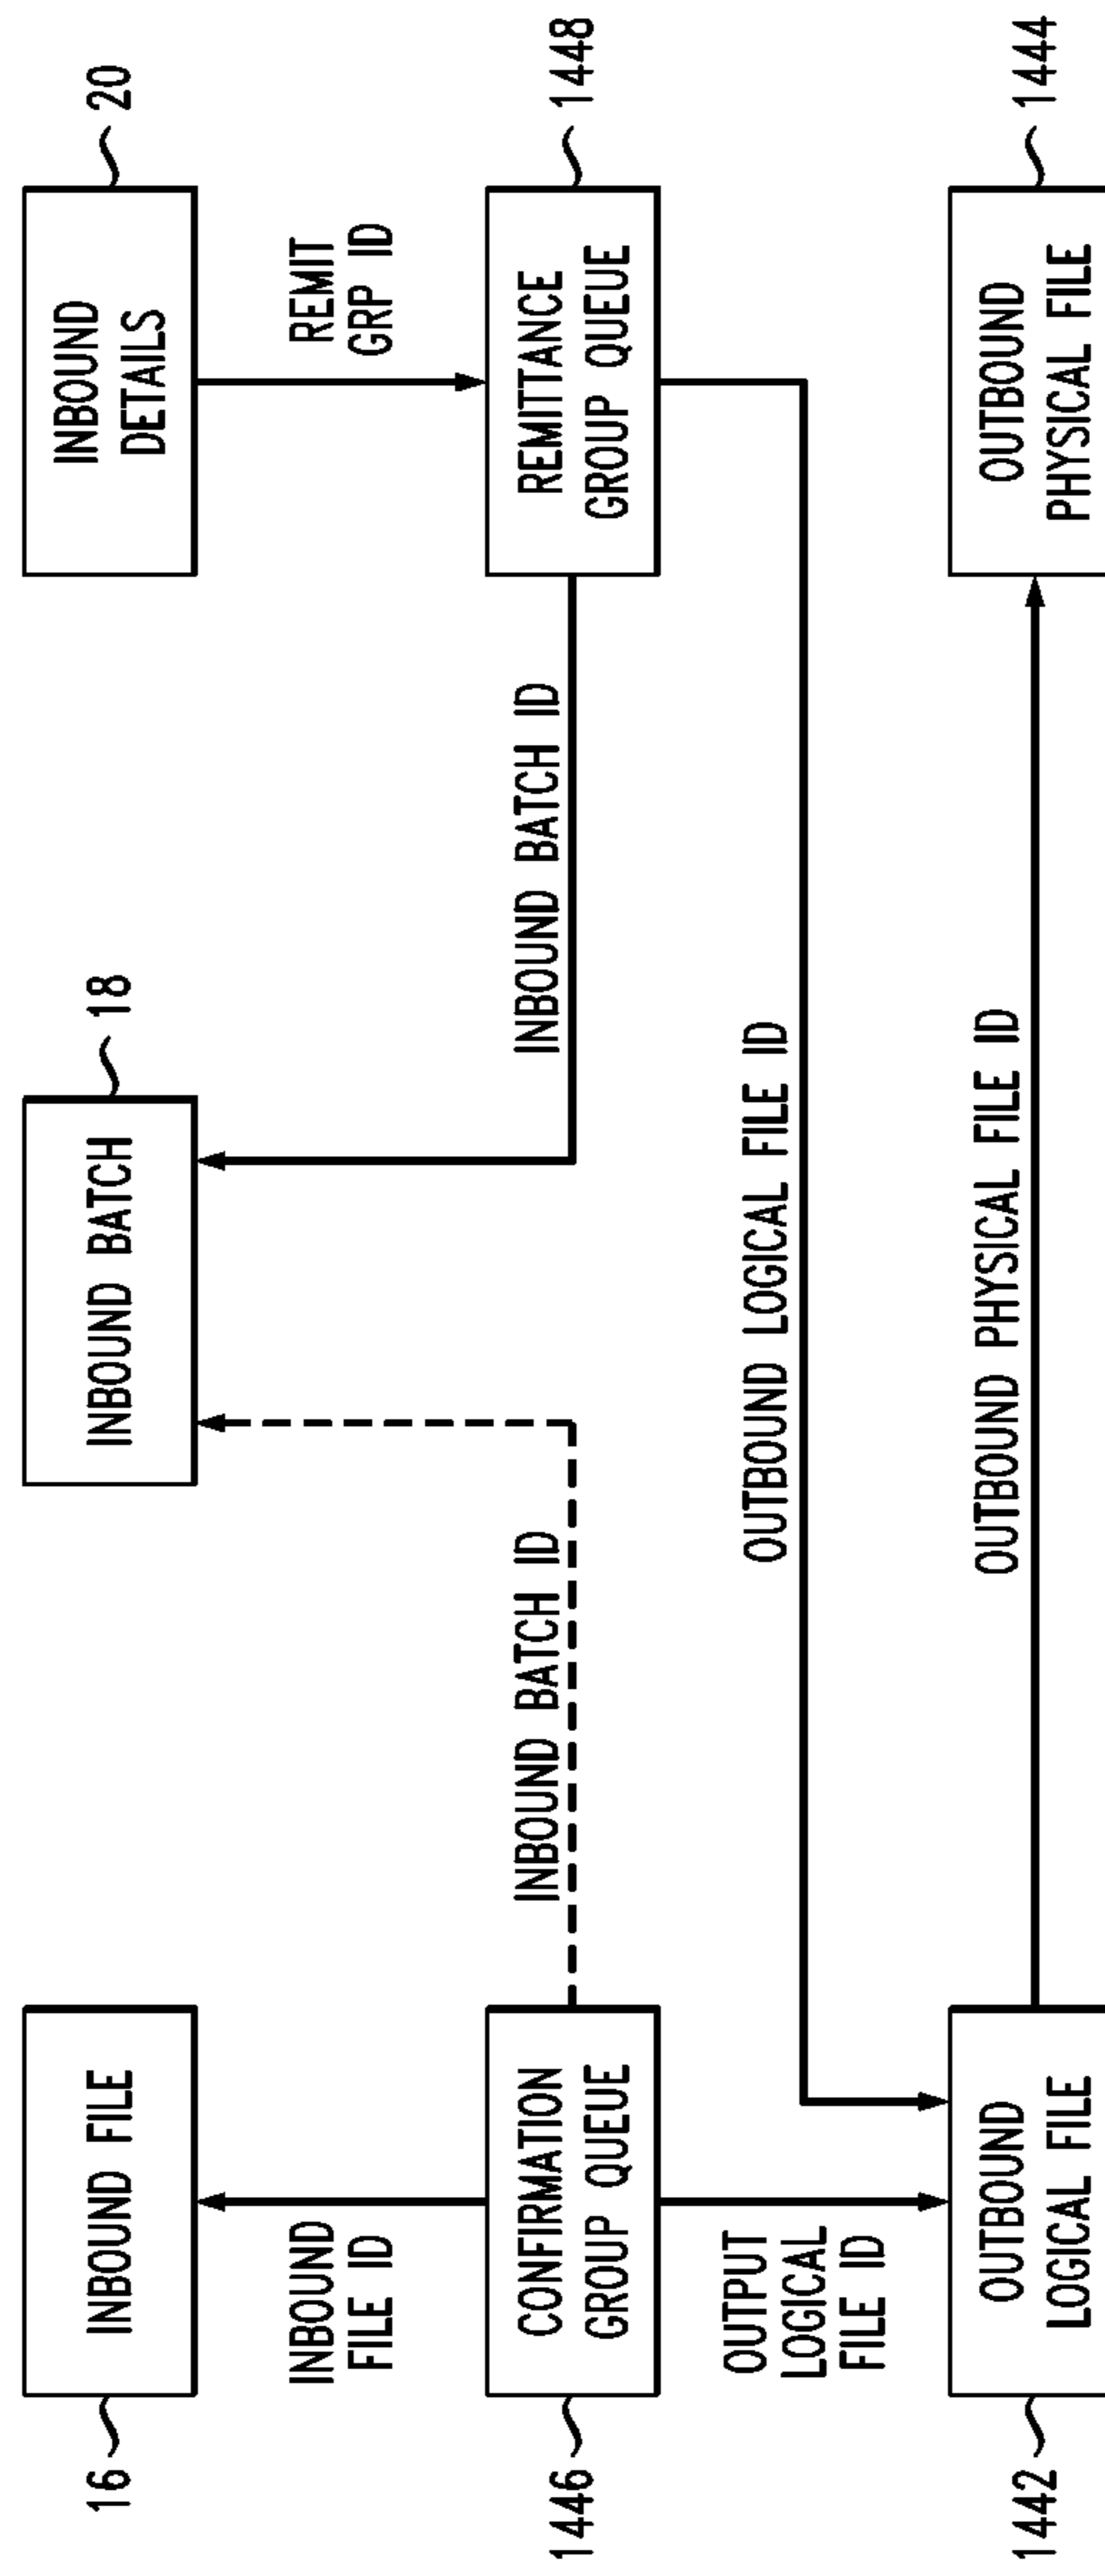 16
INBOUND FILE
INBOUND BATCH
18
INBOUND
DETAILS
20
INBOUND
FILE ID
REMIT
GRP ID
1446
CONFIRMATION
GROUP QUEUE
INBOUND BATCH ID
INBOUND BATCH ID
REMITTANCE
GROUP QUEUE
1448
OUTPUT
LOGICAL
FILE ID
OUTBOUND LOGICAL FILE ID
1442
OUTBOUND
LOGICAL FILE
OUTBOUND PHYSICAL FILE ID
OUTBOUND
PHYSICAL FILE
1444